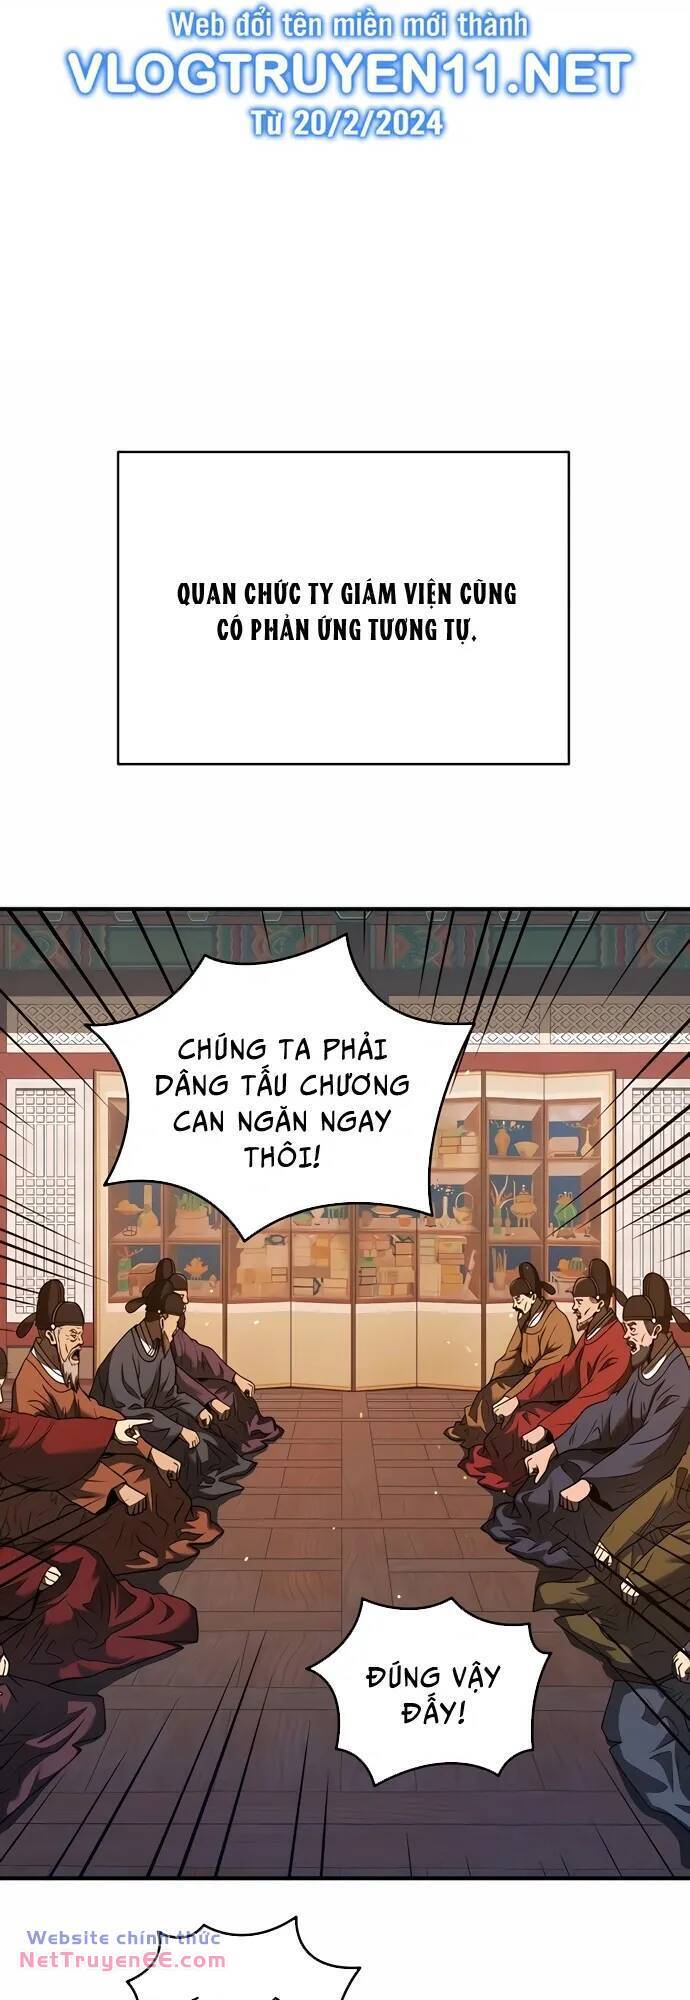 Web đổi tên miền mới thành
VLOGTRUYEN11.NET
Từ 20/2/2024
QUAN CHỨC TY GIÁM VIỆN CŨNG
CÓ PHẢN ỨNG TƯƠNG TỰ.
CHÚNG TA PHẢI
DÂNG TẤU CHƯƠNG
CAN NGĂN NGAY
THÔI!
ĐÚNG VẬY
ĐẤY!
Website chính thức
NetTruyenEE.com